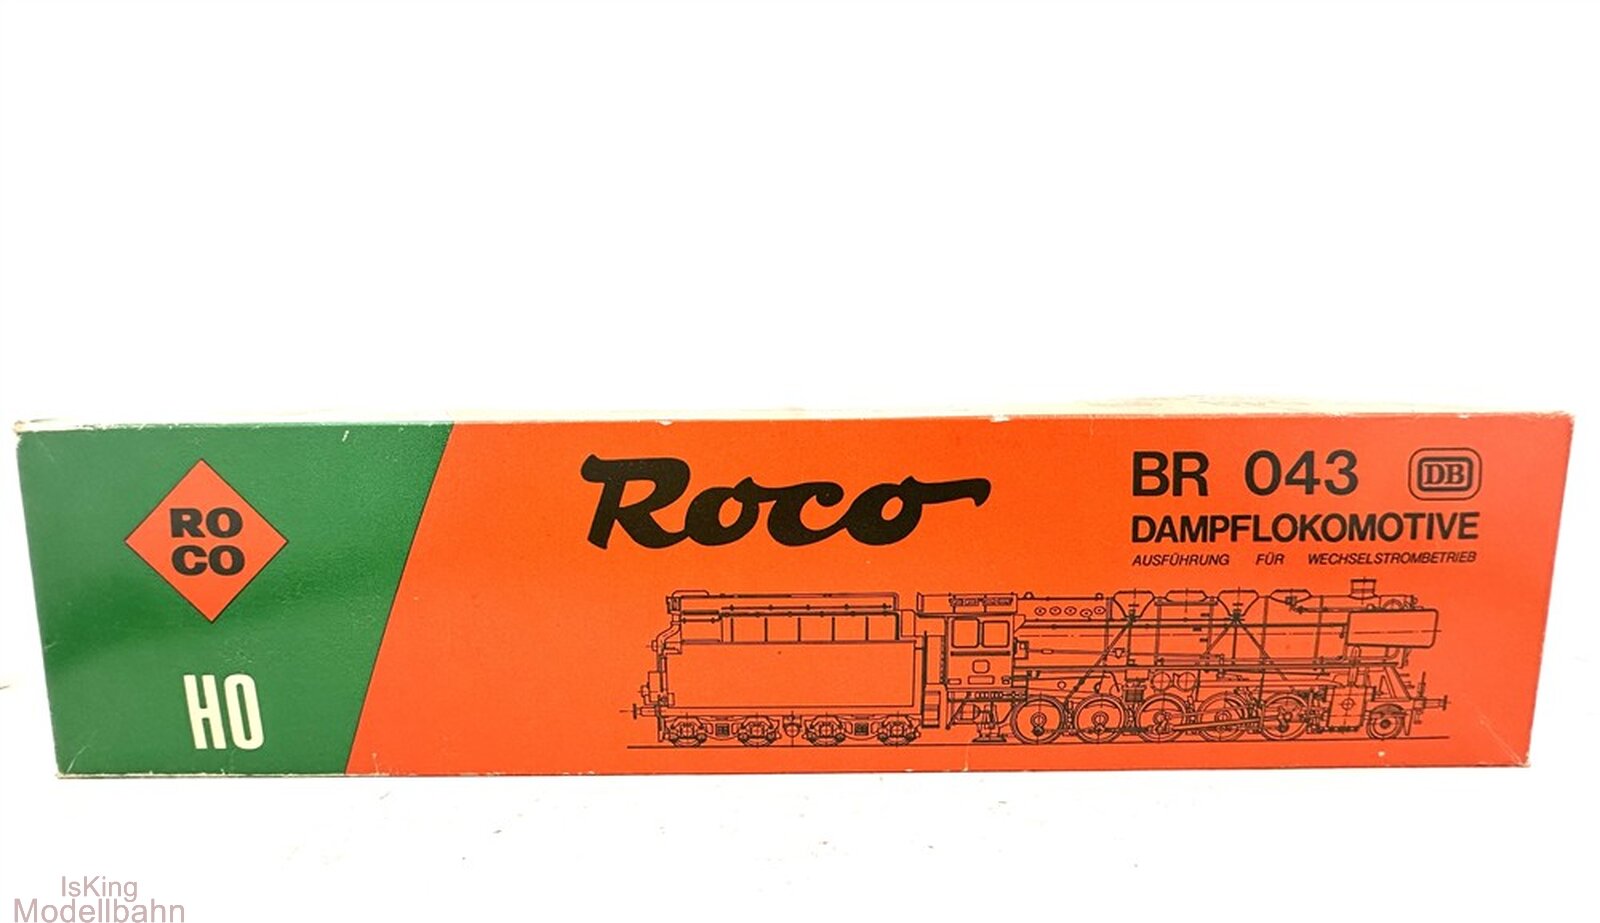 RO
CO
HO
Roco
BR 043 DB
DAMPFLOKOMOTIVE
AUSFÜHRUNG FÜR WECHSELSTROMBETRIEB
IsKing
Modellbahn